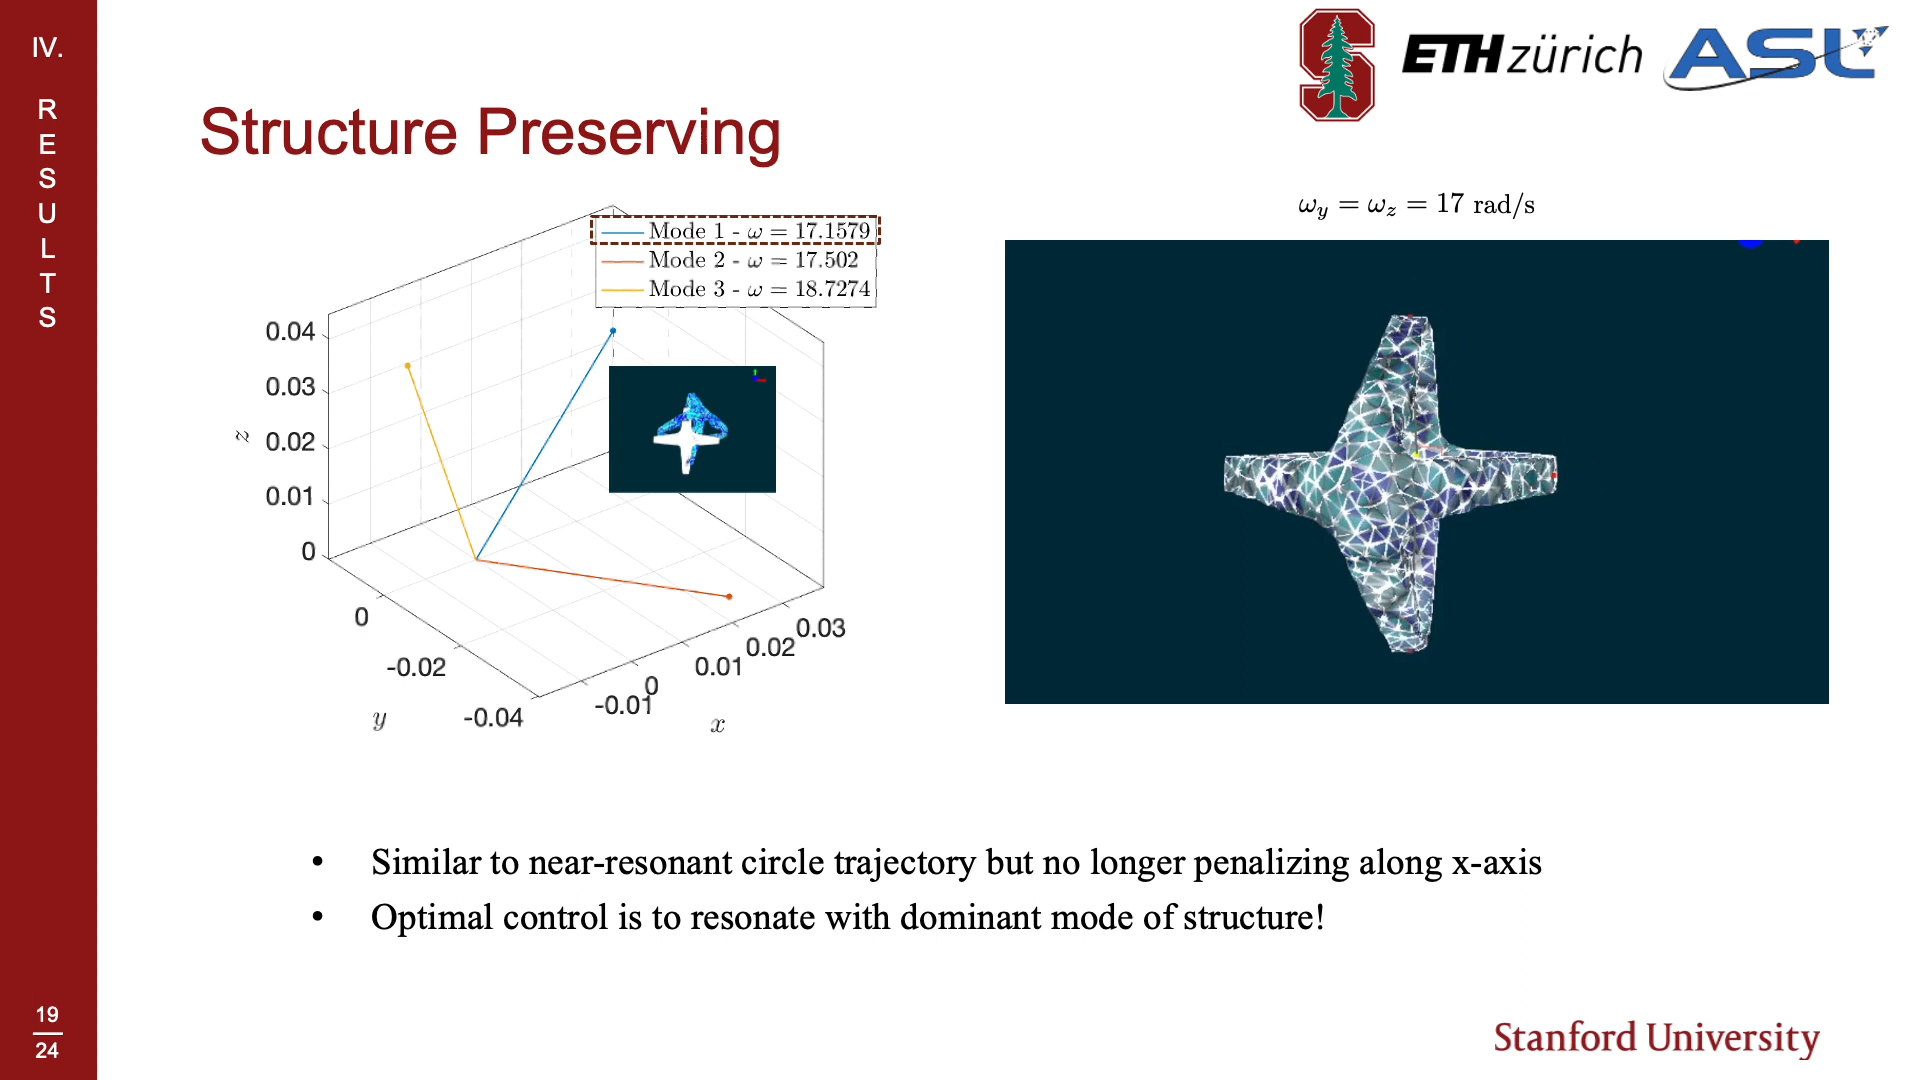 IV.
RESULTS
ETH zürich
ASL
Structure Preserving
Mode 1 - ω = 17.1579
Mode 2 - ω = 17.502
Mode 3 - ω = 18.7274
0.04
0.03
0.02
0.01
0
z
0
-0.02
-0.04
y
-0.01
0
0.01
0.02
0.03
x
ω_y = ω_z = 17 rad/s
• Similar to near-resonant circle trajectory but no longer penalizing along x-axis
• Optimal control is to resonate with dominant mode of structure!
19
24
Stanford University